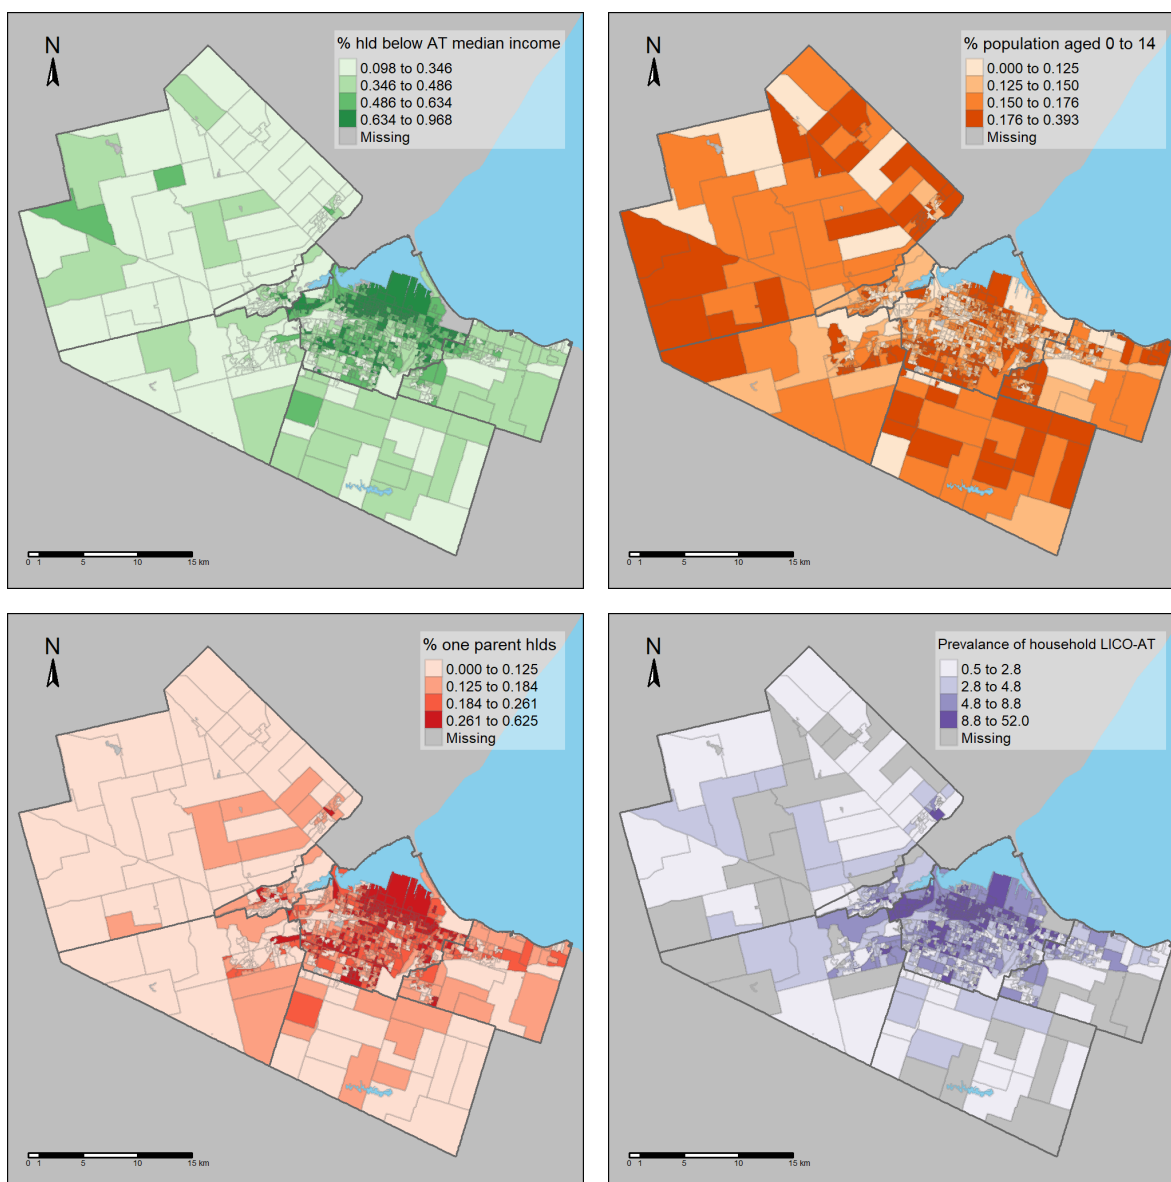 N
% hld below AT median income
0.098 to 0.346
0.346 to 0.486
0.486 to 0.634
0.634 to 0.968
Missing
0 1 5 10 15 km
N
% population aged 0 to 14
0.000 to 0.125
0.125 to 0.150
0.150 to 0.176
0.176 to 0.393
Missing
0 1 5 10 15 km
N
% one parent hlds
0.000 to 0.125
0.125 to 0.184
0.184 to 0.261
0.261 to 0.625
Missing
0 1 5 10 15 km
N
Prevalance of household LICO-AT
0.5 to 2.8
2.8 to 4.8
4.8 to 8.8
8.8 to 52.0
Missing
0 1 5 10 15 km